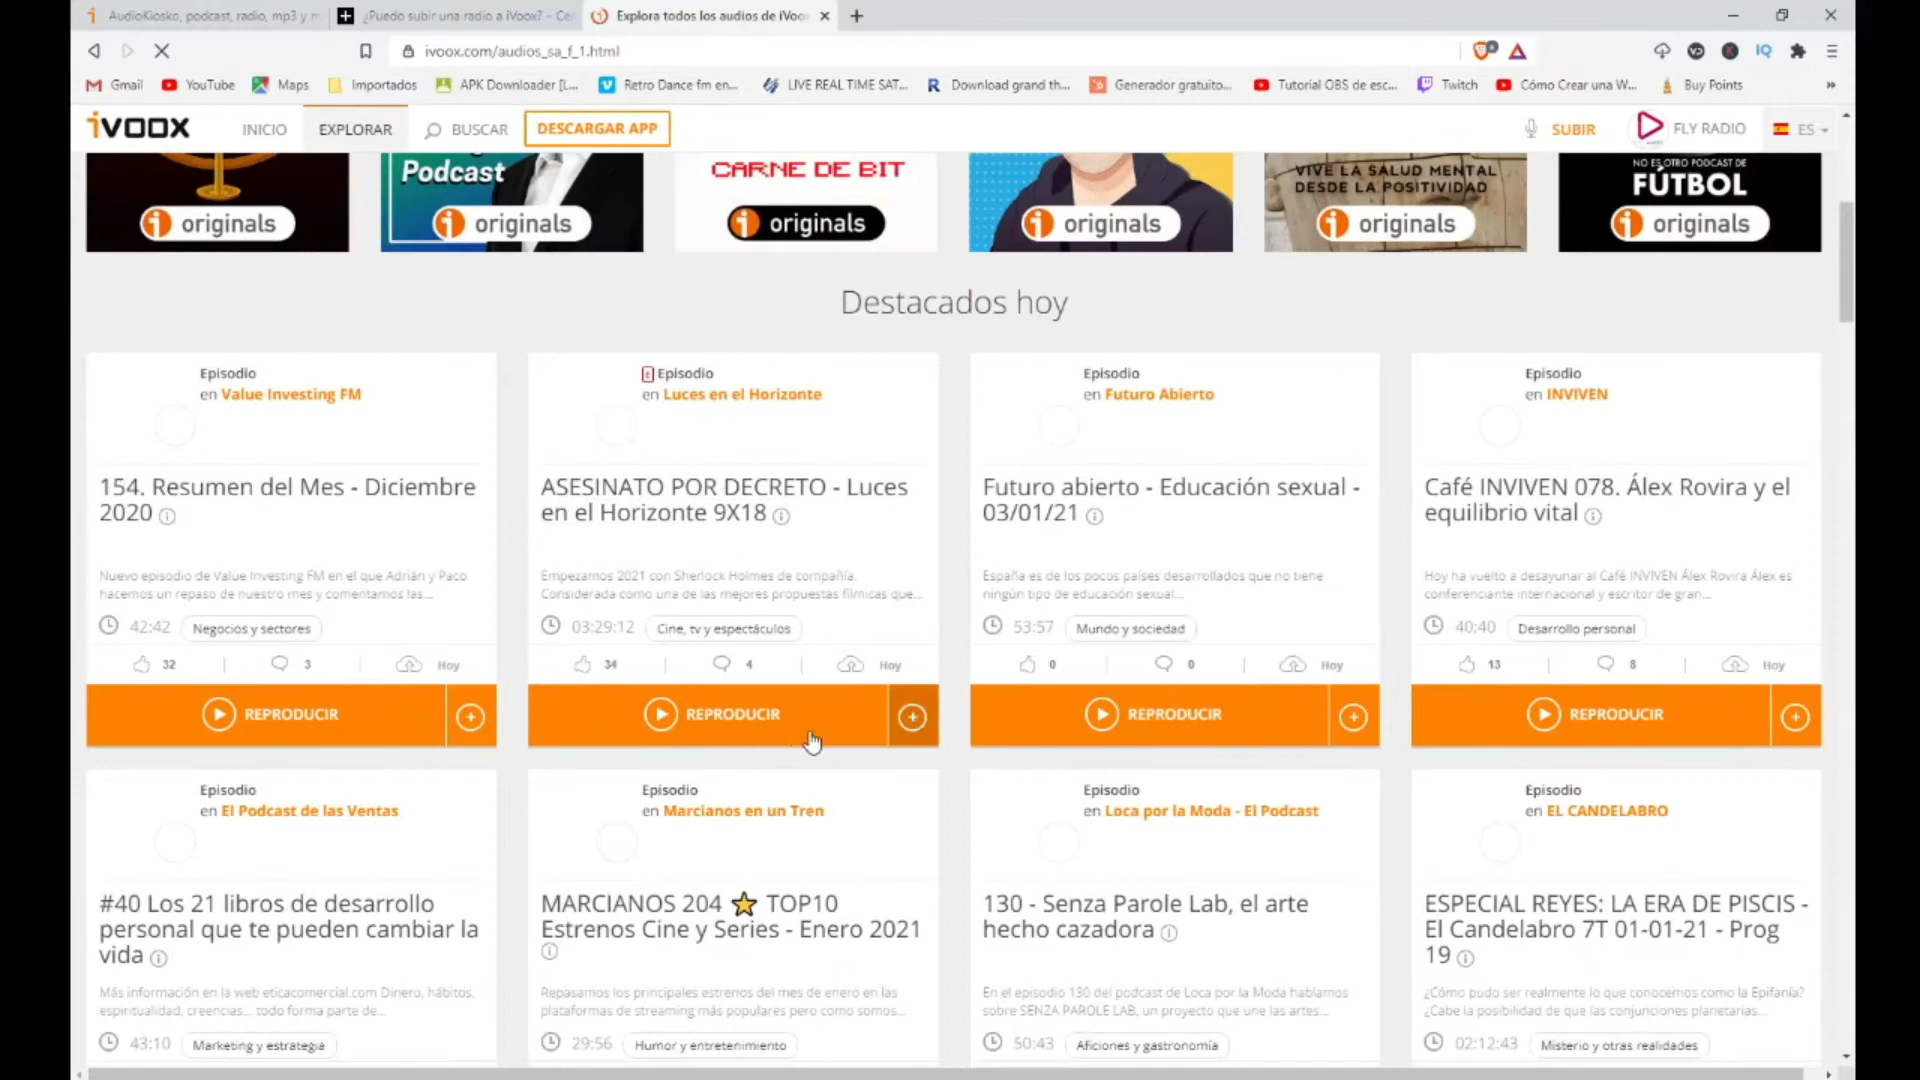 AudioKiosko, podcast, radio, mp3 y m
¿Puedo subir una radio a iVoox? – Ce
Explora todos los audios de iVoox
ivoox.com/audios_sa_f_1.html
Gmail
YouTube
Maps
Importados
APK Downloader [L...
Retro Dance fm en...
LIVE REAL TIME SAT...
Download grand th...
Generador gratuito...
Tutorial OBS de esc...
Twitch
Cómo Crear una W...
Buy Points
iVOOX
INICIO
EXPLORAR
BUSCAR
DESCARGAR APP
SUBIR
FLY RADIO
ES
Podcast
CARNE DE BIT
VIVE LA SALUD MENTAL
DESDE LA POSITIVIDAD
NO ES OTRO PODCAST DE
FÚTBOL
originals
originals
originals
originals
originals
originals
Destacados hoy
Episodio
en Value Investing FM
154. Resumen del Mes - Diciembre
2020
Nuevo episodio de Value Investing FM en el que Adrián y Paco
hacemos un repaso de nuestro mes y comentamos las...
42:42 Negocios y sectores
32 3 Hoy
REPRODUCIR
Episodio
en Luces en el Horizonte
ASESINATO POR DECRETO - Luces
en el Horizonte 9X18
Empezamos 2021 con Sherlock Holmes de compañía.
Considerada como una de las mejores propuestas fílmicas que...
03:29:12 Cine, tv y espectáculos
34 4 Hoy
REPRODUCIR
Episodio
en Futuro Abierto
Futuro abierto - Educación sexual -
03/01/21
España es de los pocos países desarrollados que no tiene
ningún tipo de educación sexual...
53:57 Mundo y sociedad
0 0 Hoy
REPRODUCIR
Episodio
en INVIVEN
Café INVIVEN 078. Álex Rovira y el
equilibrio vital
Hoy ha vuelto a desayunar al Café INVIVEN Álex Rovira Álex es
conferenciante internacional y escritor de gran...
40:40 Desarrollo personal
13 8 Hoy
REPRODUCIR
Episodio
en El Podcast de las Ventas
#40 Los 21 libros de desarrollo
personal que te pueden cambiar la
vida
Más información en la web eticacomercial.com Dinero, hábitos,
espiritualidad, creencias... todo forma parte de...
43:10 Marketing y estrategia
Episodio
en Marcianos en un Tren
MARCIANOS 204 ⭐ TOP10
Estrenos Cine y Series - Enero 2021
Repasamos los principales estrenos del mes de enero en las
plataformas de streaming más populares pero como somos...
29:56 Humor y entretenimiento
Episodio
en Loca por la Moda - El Podcast
130 - Senza Parole Lab, el arte
hecho cazadora
En el episodio 130 del podcast de Loca por la Moda hablamos
sobre SENZA PAROLE LAB, un proyecto que une las artes...
50:43 Aficiones y gastronomía
Episodio
en EL CANDELABRO
ESPECIAL REYES: LA ERA DE PISCIS -
El Candelabro 7T 01-01-21 - Prog
19
¿Cómo pudo ser realmente lo que conocemos como la Epifanía?
¿Cabe la posibilidad de que las conjunciones planetarias...
02:12:43 Misterio y otras realidades